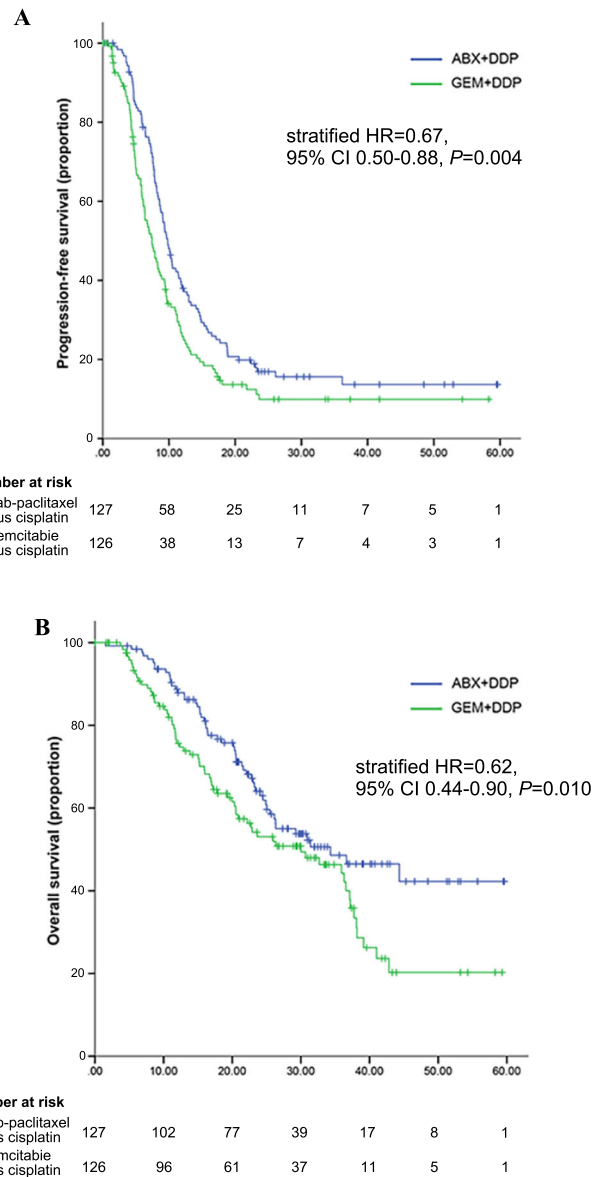 A
100
80
60
40
20
0
Progression-free survival (proportion)
ABX+DDP
GEM+DDP
stratified HR=0.67,
95% CI 0.50-0.88, P=0.004
.00 10.00 20.00 30.00 40.00 50.00 60.00
nber at risk
ab-paclitaxel
us cisplatin
127 58 25 11 7 5 1
emcitabie
us cisplatin
126 38 13 7 4 3 1
B
100
80
60
40
20
0
Overall survival (proportion)
ABX+DDP
GEM+DDP
stratified HR=0.62,
95% CI 0.44-0.90, P=0.010
.00 10.00 20.00 30.00 40.00 50.00 60.00
ber at risk
b-paclitaxel
s cisplatin
127 102 77 39 17 8 1
mcitabie
s cisplatin
126 96 61 37 11 5 1